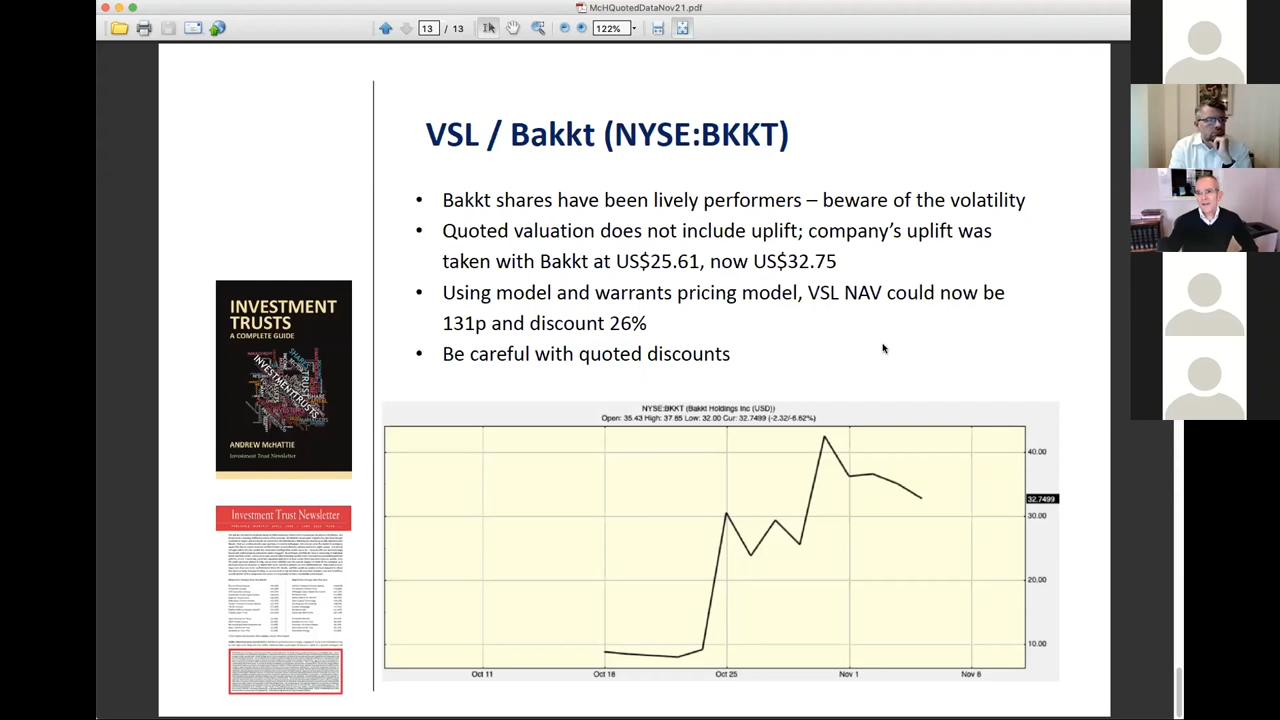 McHQuotedDataNov21.pdf
13 / 13
122%
VSL / Bakkt (NYSE:BKKT)
• Bakkt shares have been lively performers – beware of the volatility
• Quoted valuation does not include uplift; company’s uplift was
taken with Bakkt at US$25.61, now US$32.75
• Using model and warrants pricing model, VSL NAV could now be
131p and discount 26%
• Be careful with quoted discounts
INVESTMENT
TRUSTS
A COMPLETE GUIDE
INVESTMENT TRUSTS
ANDREW McHATTIE
Investment Trust Newsletter
Investment Trust Newsletter
NYSE:BKKT (Bakkt Holdings Inc (USD))
Open: 35.43 High: 37.65 Low: 32.00 Cur: 32.7499 (-2.32/-6.62%)
40.00
32.7499
30.00
20.00
10.00
Oct 11
Oct 18
Oct 25
Nov 1
Nov 8